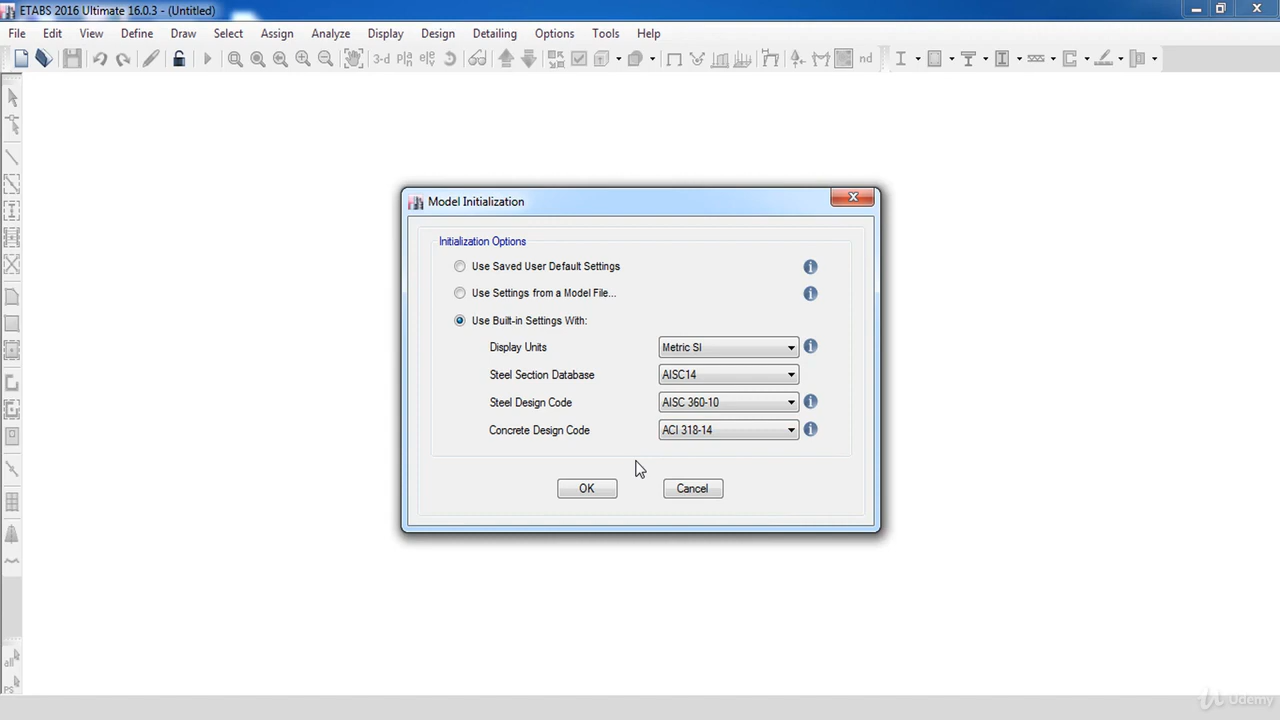 ETABS 2016 Ultimate 16.0.3 - (Untitled)
File Edit View Define Draw Select Assign Analyze Display Design Detailing Options Tools Help
3-d nd
Model Initialization
Initialization Options
Use Saved User Default Settings
Use Settings from a Model File...
Use Built-in Settings With:
Display Units Metric SI
Steel Section Database AISC14
Steel Design Code AISC 360-10
Concrete Design Code ACI 318-14
OK Cancel
all
PS
Udemy